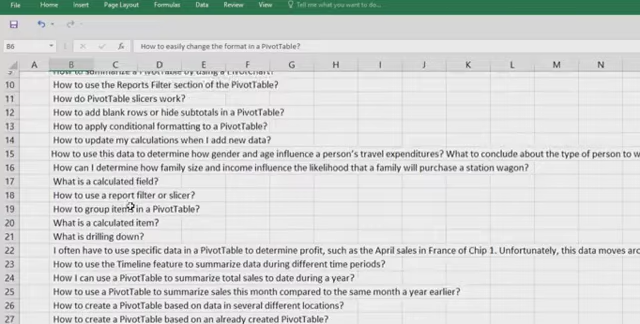 File Home Insert Page Layout Formulas Data Review View Tell me what you want to do...
B6 fx How to easily change the format in a PivotTable?
A B C D E F G H I J K L M N
9 How to summarize a PivotTable by using a PivotChart?
10 How to use the Reports Filter section of the PivotTable?
11 How do PivotTable slicers work?
12 How to add blank rows or hide subtotals in a PivotTable?
13 How to apply conditional formatting to a PivotTable?
14 How to update my calculations when I add new data?
15 How to use this data to determine how gender and age influence a person's travel expenditures? What to conclude about the type of person to w
16 How can I determine how family size and income influence the likelihood that a family will purchase a station wagon?
17 What is a calculated field?
18 How to use a report filter or slicer?
19 How to group items in a PivotTable?
20 What is a calculated item?
21 What is drilling down?
22 I often have to use specific data in a PivotTable to determine profit, such as the April sales in France of Chip 1. Unfortunately, this data moves aro
23 How to use the Timeline feature to summarize data during different time periods?
24 How I can use a PivotTable to summarize total sales to date during a year?
25 How to use a PivotTable to summarize sales this month compared to the same month a year earlier?
26 How to create a PivotTable based on data in several different locations?
27 How to create a PivotTable based on an already created PivotTable?